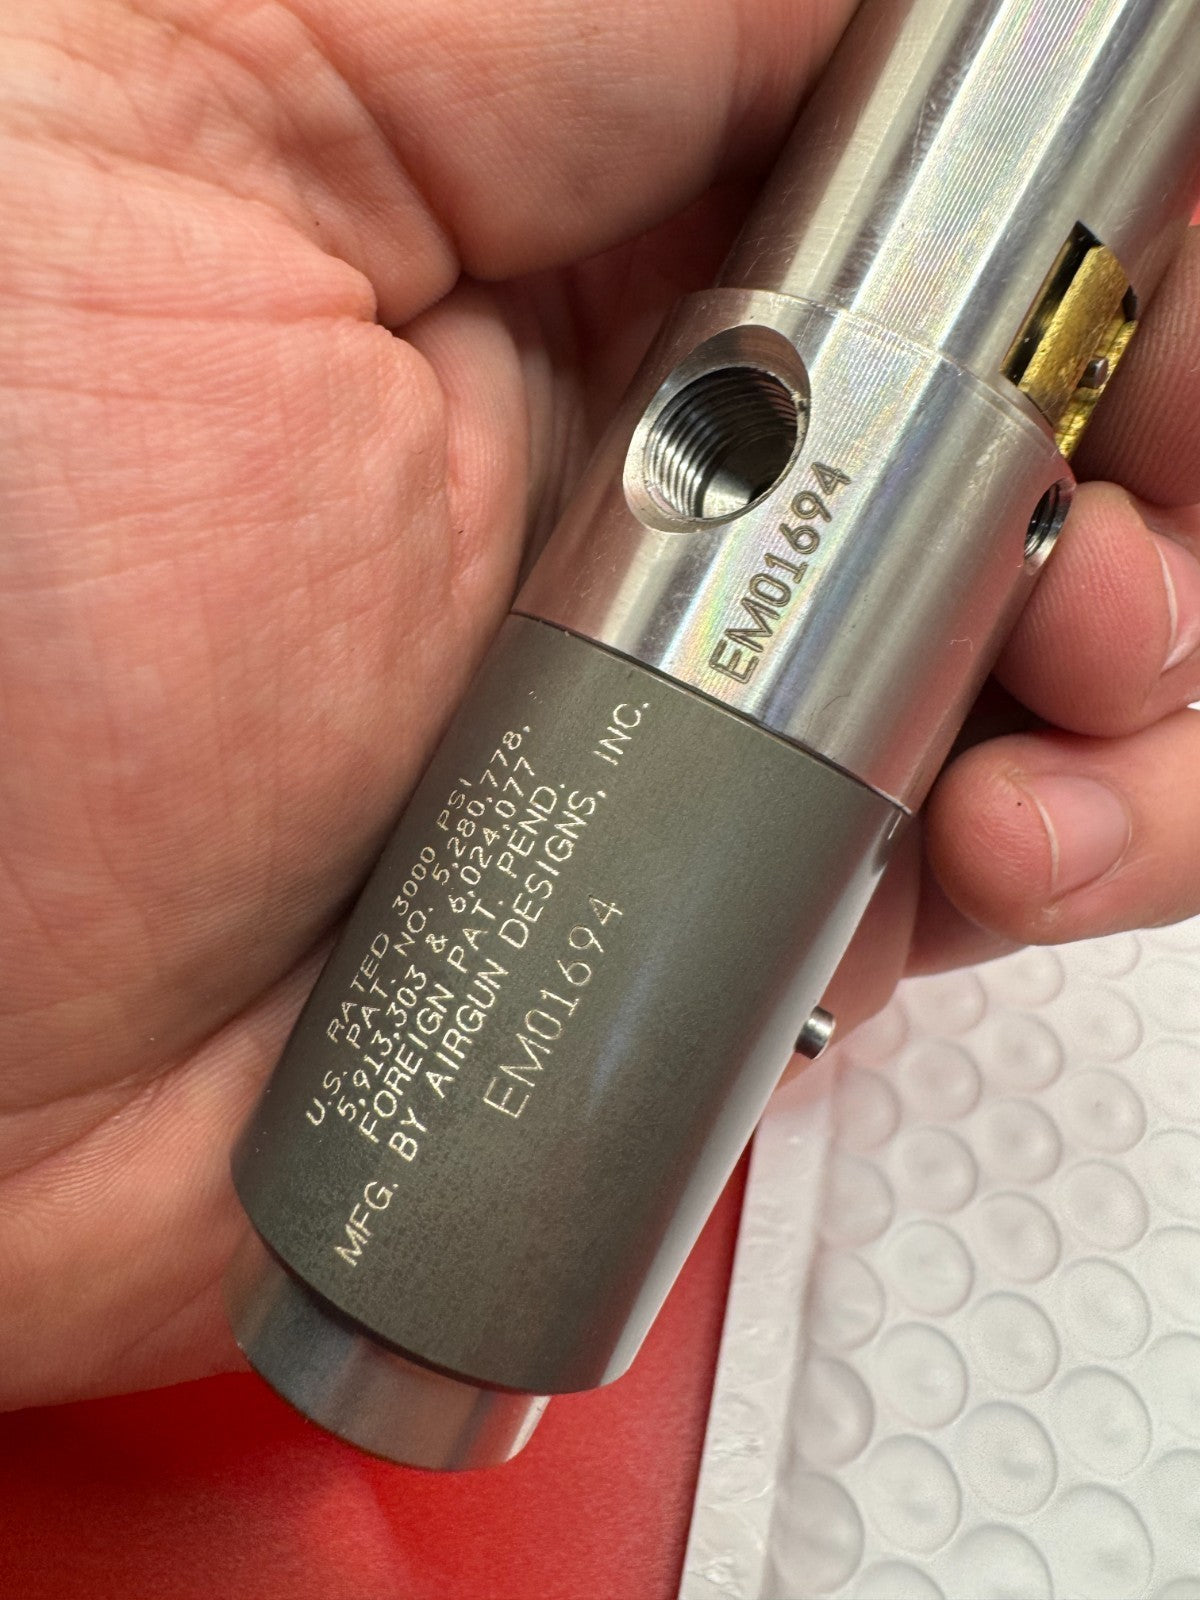 EM01694
RATED 3000 PSI
U.S. PAT. NO. 5,280,778,
5,913,303 & 6,024,077
FOREIGN PAT. PEND.
MFG. BY AIRGUN DESIGNS, INC.
EM01694